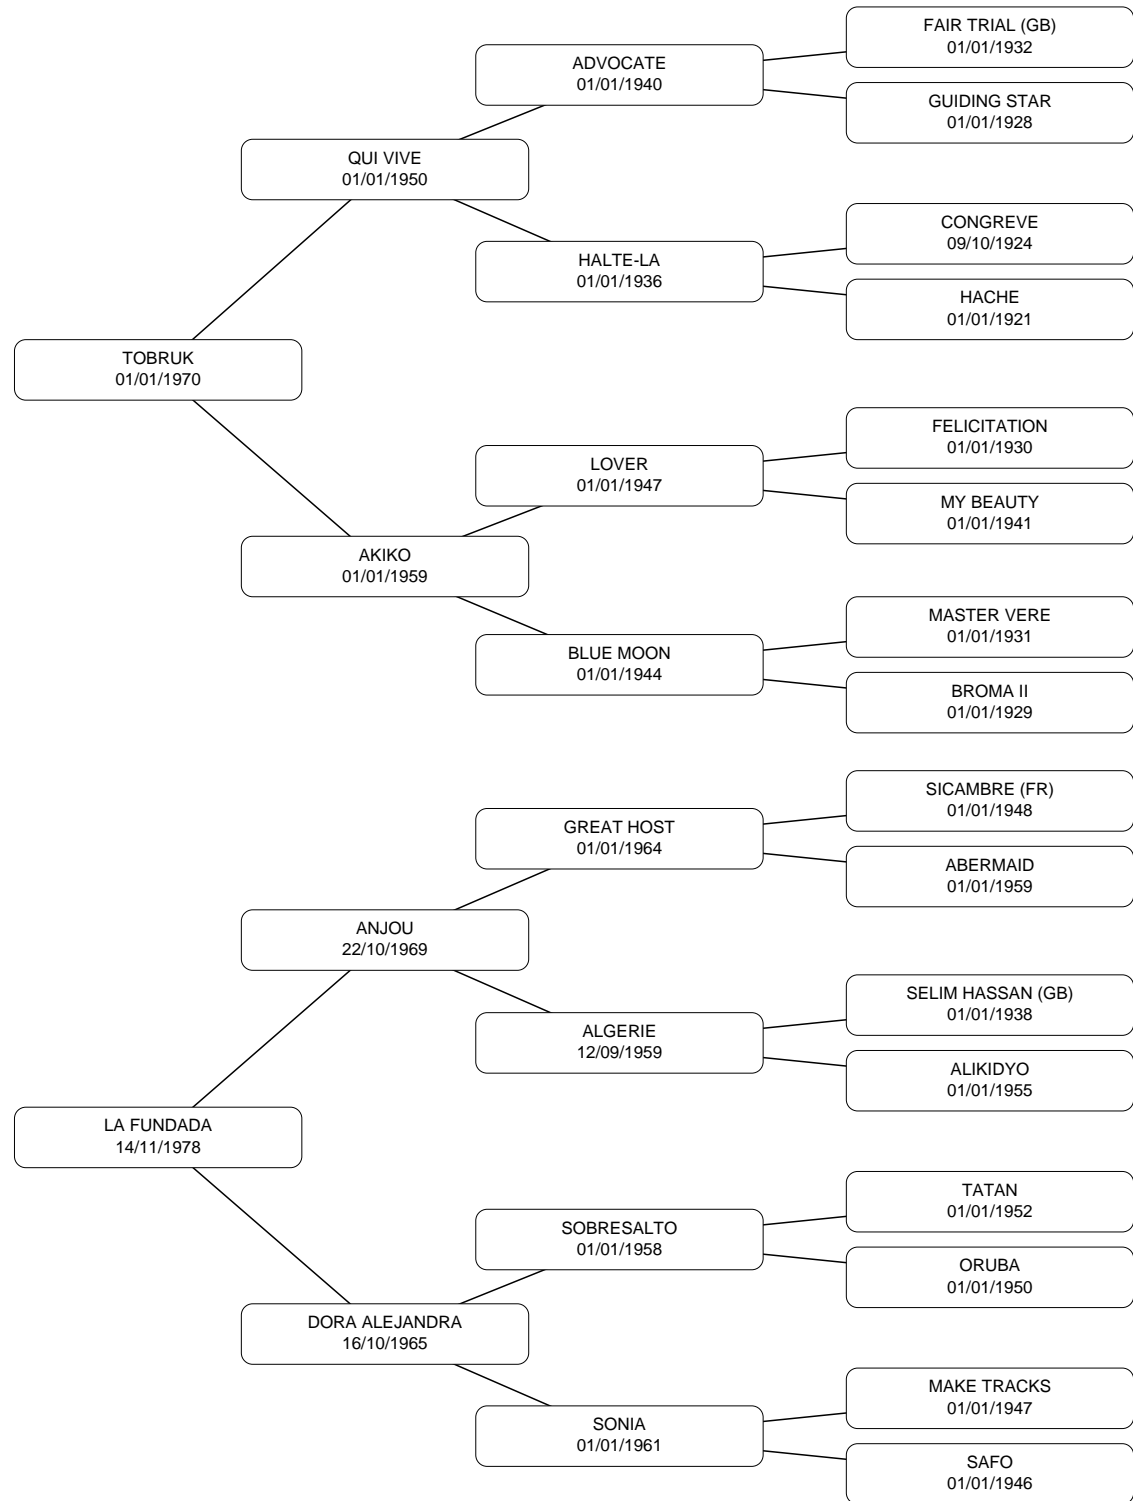 FAIR TRIAL (GB)
01/01/1932
ADVOCATE
01/01/1940
GUIDING STAR
01/01/1928
QUI VIVE
01/01/1950
CONGREVE
09/10/1924
HALTE-LA
01/01/1936
HACHE
01/01/1921
TOBRUK
01/01/1970
FELICITATION
01/01/1930
LOVER
01/01/1947
MY BEAUTY
01/01/1941
AKIKO
01/01/1959
MASTER VERE
01/01/1931
BLUE MOON
01/01/1944
BROMA II
01/01/1929
SICAMBRE (FR)
01/01/1948
GREAT HOST
01/01/1964
ABERMAID
01/01/1959
ANJOU
22/10/1969
SELIM HASSAN (GB)
01/01/1938
ALGERIE
12/09/1959
ALIKIDYO
01/01/1955
LA FUNDADA
14/11/1978
TATAN
01/01/1952
SOBRESALTO
01/01/1958
ORUBA
01/01/1950
DORA ALEJANDRA
16/10/1965
MAKE TRACKS
01/01/1947
SONIA
01/01/1961
SAFO
01/01/1946